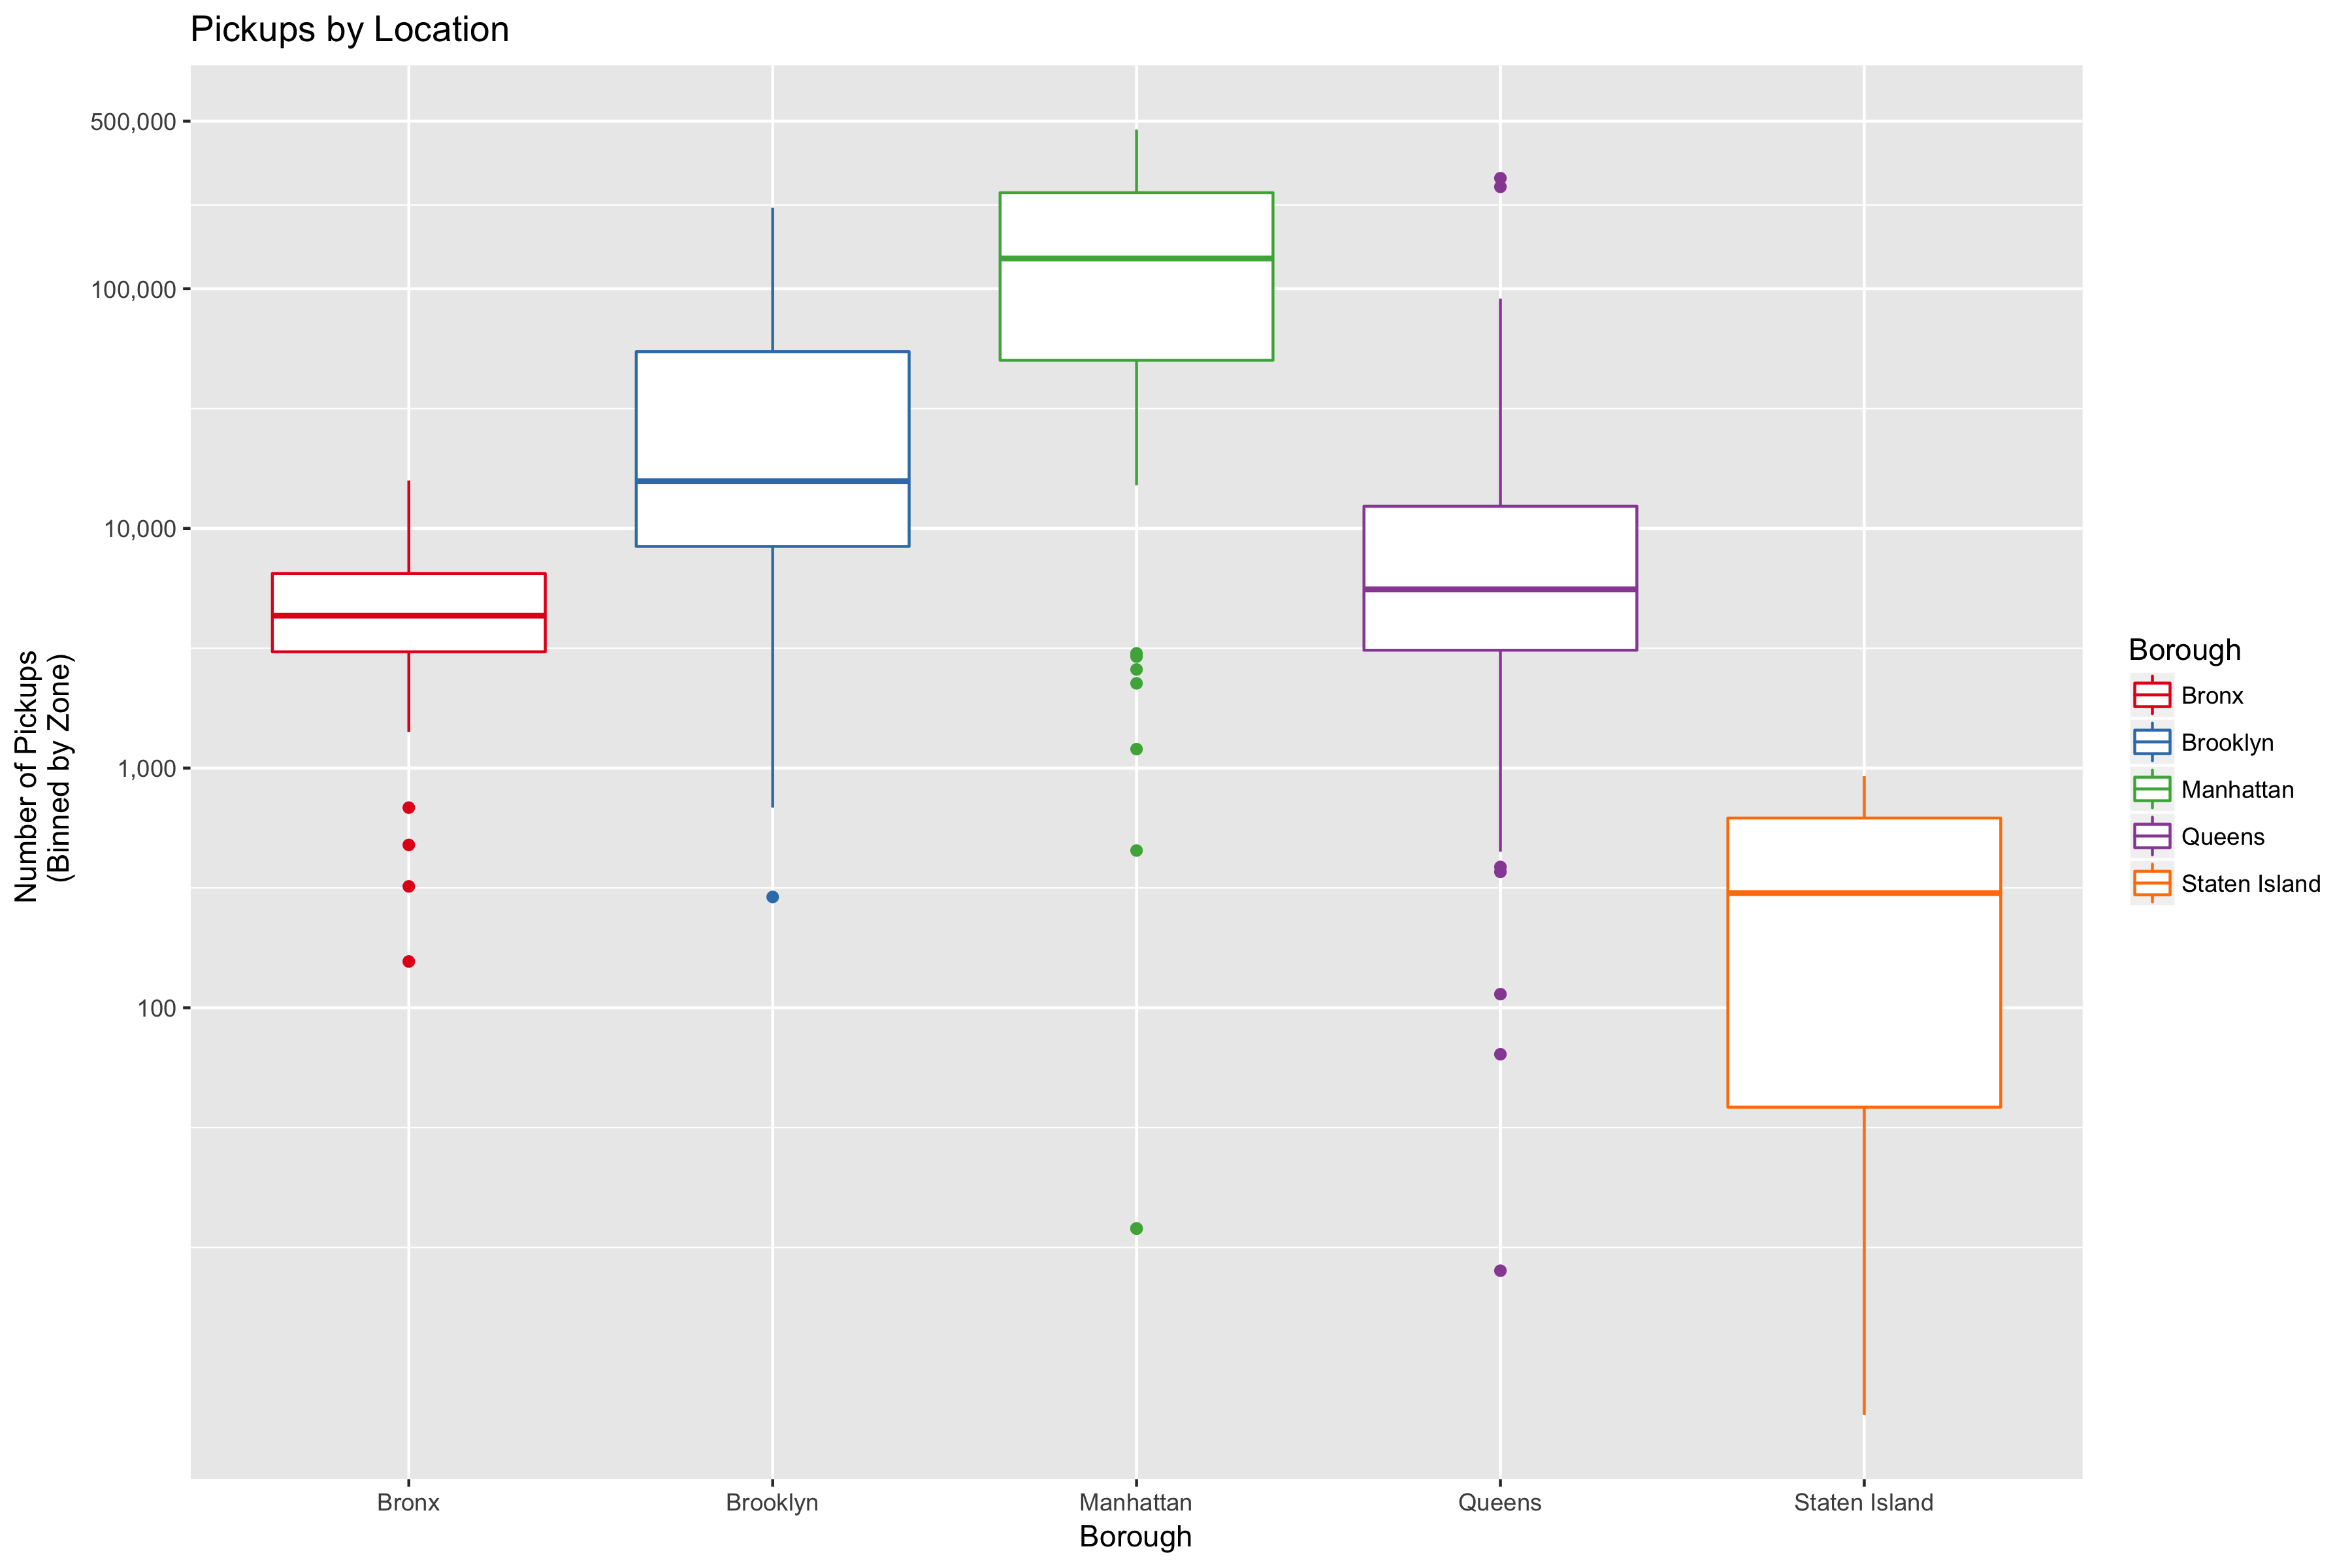 Pickups by Location
500,000
100,000
10,000
1,000
100
Number of Pickups
(Binned by Zone)
Bronx
Brooklyn
Manhattan
Queens
Staten Island
Borough
Borough
Bronx
Brooklyn
Manhattan
Queens
Staten Island